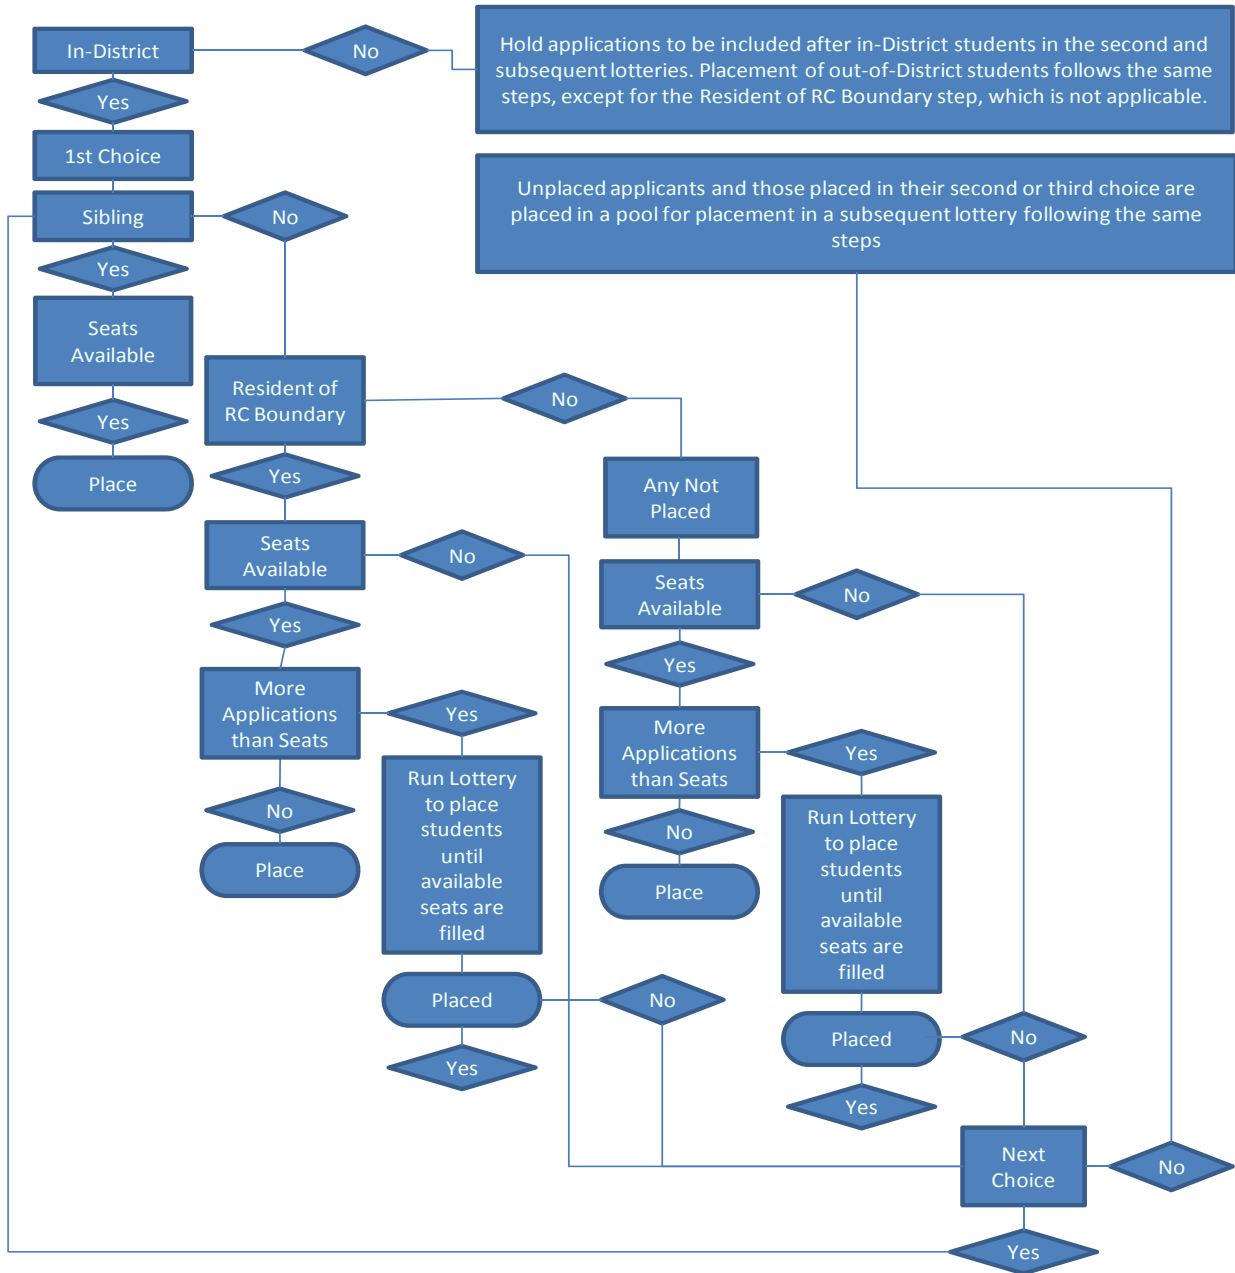 In-District
No
Hold applications to be included after in-District students in the second and
subsequent lotteries. Placement of out-of-District students follows the same
steps, except for the Resident of RC Boundary step, which is not applicable.
Yes
1st Choice
Unplaced applicants and those placed in their second or third choice are
placed in a pool for placement in a subsequent lottery following the same
steps
Sibling
No
Yes
Seats
Available
Yes
Place
Resident of
RC Boundary
No
Yes
Any Not
Placed
Seats
Available
No
Seats
Available
No
Yes
Yes
More
Applications
than Seats
Yes
More
Applications
than Seats
Yes
No
Place
Run Lottery
to place
students
until
available
seats are
filled
No
Place
Run Lottery
to place
students
until
available
seats are
filled
Placed
No
Yes
Placed
No
Yes
Next
Choice
No
Yes